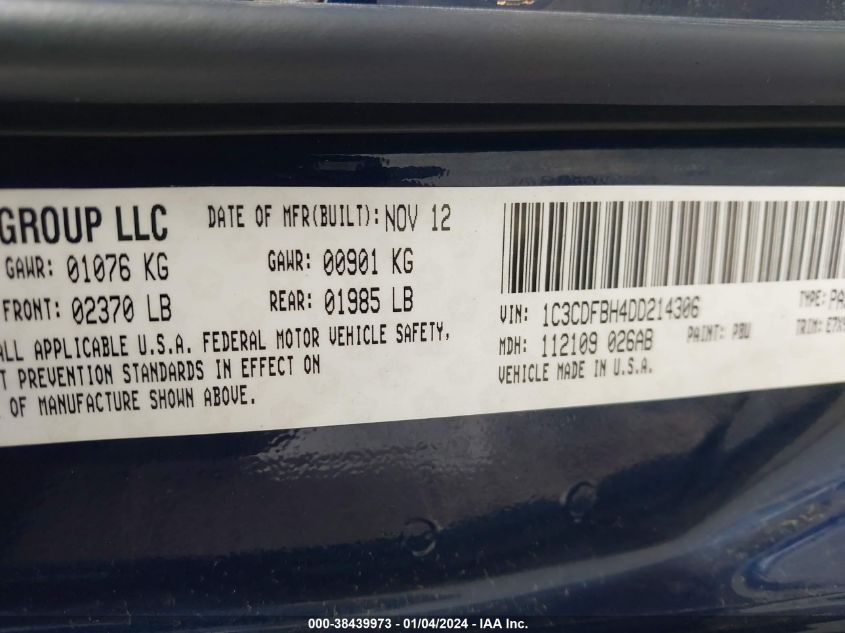 GROUP LLC
DATE OF MFR(BUILT): NOV 12
GAWR: 01076 KG
GAWR: 00901 KG
FRONT: 02370 LB
REAR: 01985 LB
ALL APPLICABLE U.S.A. FEDERAL MOTOR VEHICLE SAFETY,
T PREVENTION STANDARDS IN EFFECT ON
OF MANUFACTURE SHOWN ABOVE.
VIN: 1C3CDFBH4DD214306
TYPE: PA
MDH: 112109 026AB
PAINT: PBU
TRIM: E7X9
VEHICLE MADE IN U.S.A.
000-38439973 - 01/04/2024 - IAA Inc.